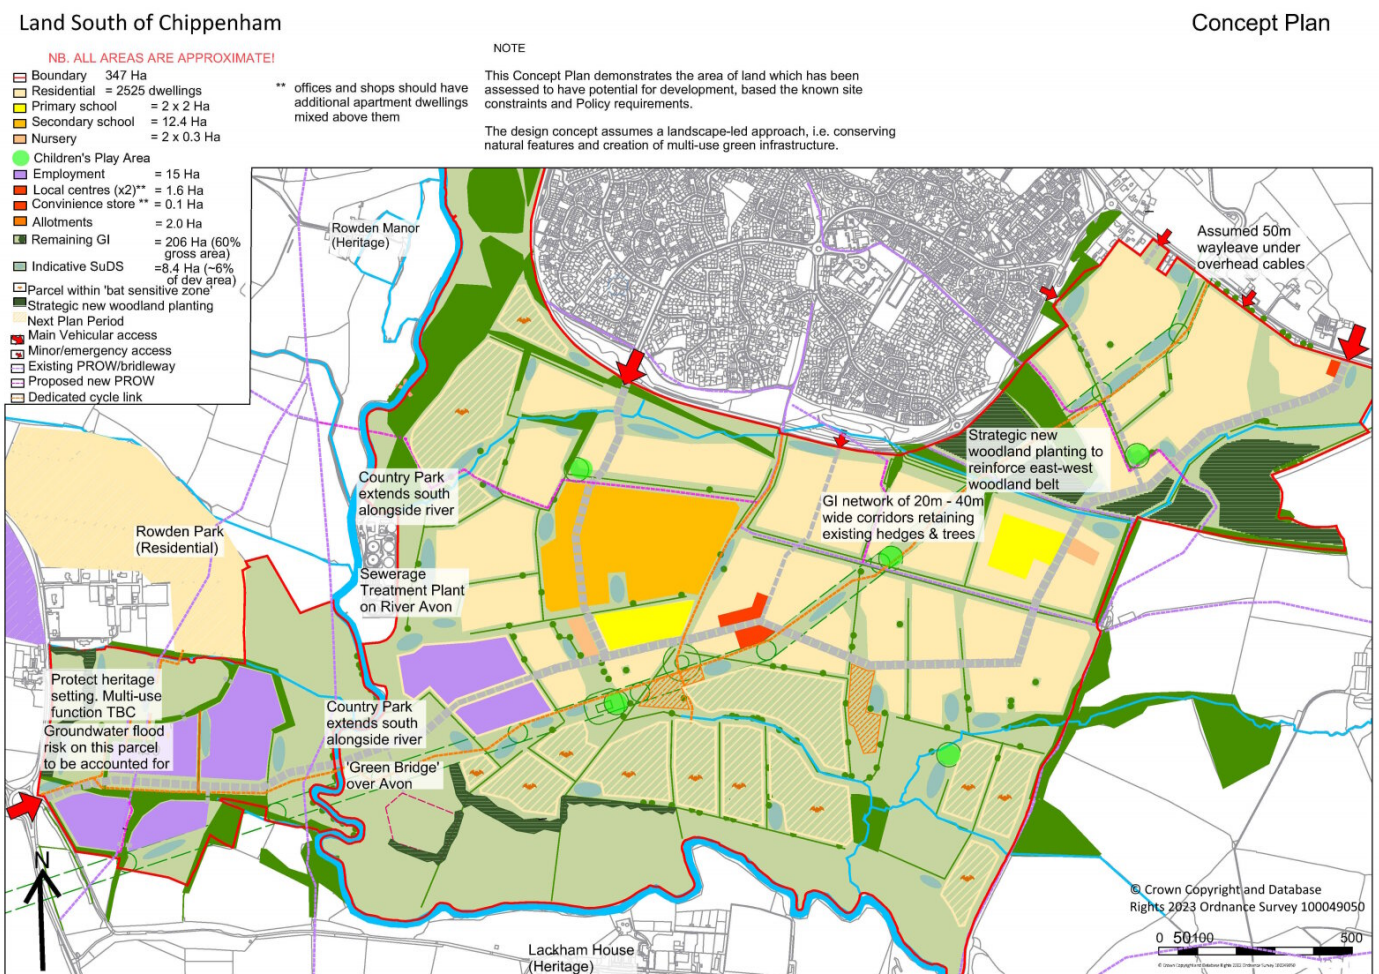 Land South of Chippenham
Concept Plan
NB. ALL AREAS ARE APPROXIMATE!
Boundary 347 Ha
Residential = 2525 dwellings
Primary school = 2 x 2 Ha
Secondary school = 12.4 Ha
Nursery = 2 x 0.3 Ha
Children's Play Area
Employment = 15 Ha
Local centres (x2)** = 1.6 Ha
Convinience store ** = 0.1 Ha
Allotments = 2.0 Ha
Remaining GI = 206 Ha (60%
gross area)
Indicative SuDS =8.4 Ha (~6%
of dev area)
Parcel within 'bat sensitive zone'
Strategic new woodland planting
Next Plan Period
Main Vehicular access
Minor/emergency access
Existing PROW/bridleway
Proposed new PROW
Dedicated cycle link
** offices and shops should have
additional apartment dwellings
mixed above them
NOTE
This Concept Plan demonstrates the area of land which has been
assessed to have potential for development, based the known site
constraints and Policy requirements.
The design concept assumes a landscape-led approach, i.e. conserving
natural features and creation of multi-use green infrastructure.
Rowden Manor
(Heritage)
Assumed 50m
wayleave under
overhead cables
Strategic new
woodland planting to
reinforce east-west
woodland belt
Country Park
extends south
alongside river
GI network of 20m - 40m
wide corridors retaining
existing hedges & trees
Rowden Park
(Residential)
Sewerage
Treatment Plant
on River Avon
Protect heritage
setting. Multi-use
function TBC
Groundwater flood
risk on this parcel
to be accounted for
Country Park
extends south
alongside river
'Green Bridge'
over Avon
N
Lackham House
(Heritage)
© Crown Copyright and Database
Rights 2023 Ordnance Survey 100049050
0 50100 500